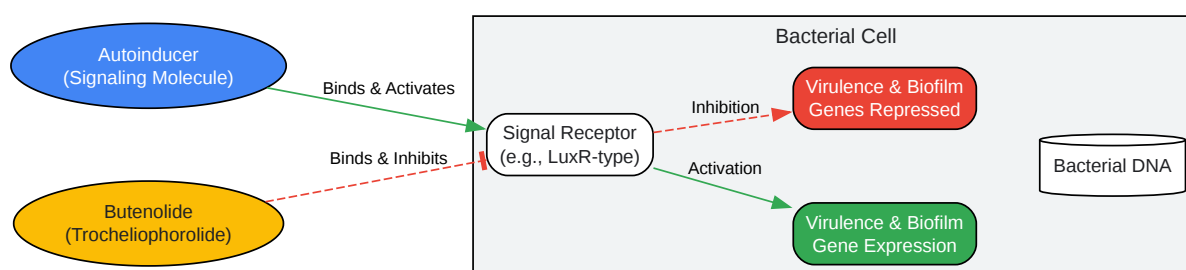 Bacterial Cell
Autoinducer
(Signaling Molecule)
Binds & Activates
Virulence & Biofilm
Genes Repressed
Inhibition
Signal Receptor
(e.g., LuxR-type)
Binds & Inhibits
Activation
Bacterial DNA
Butenolide
(Trocheliophorolide)
Virulence & Biofilm
Gene Expression